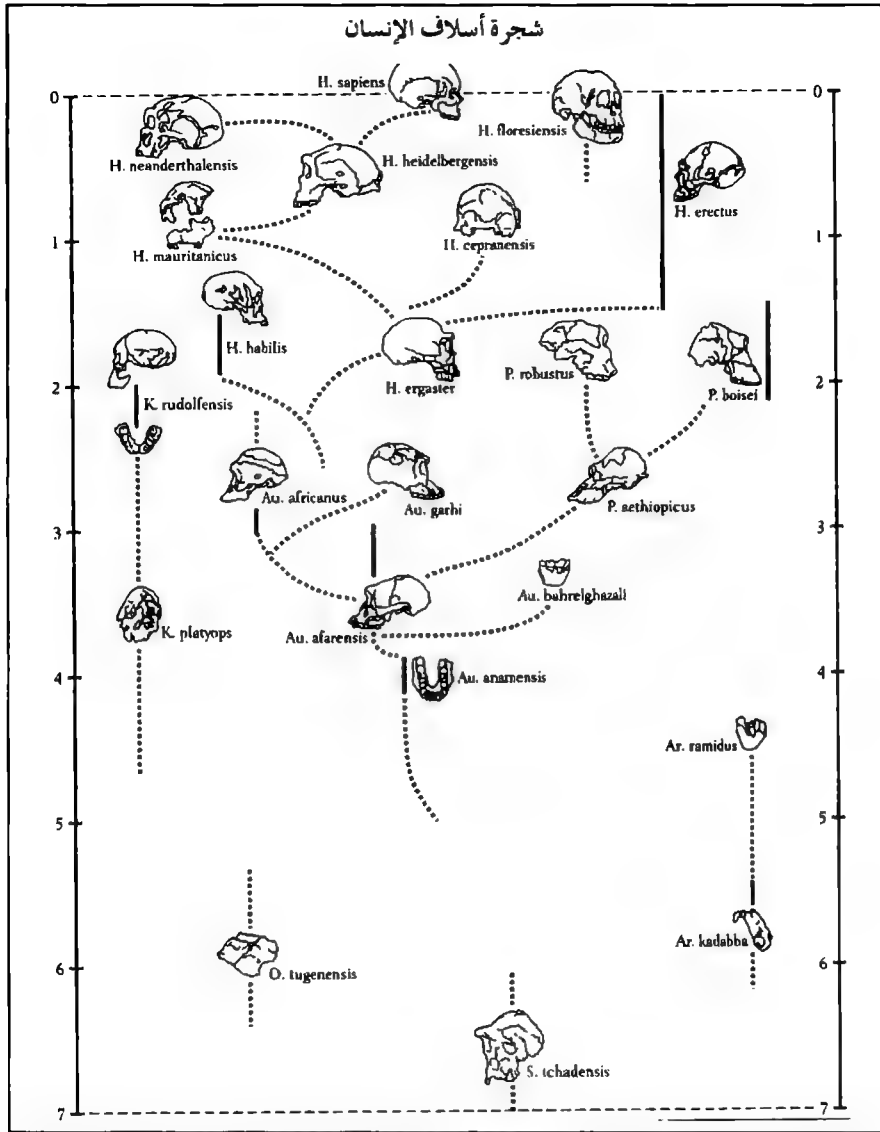 شجرة أسلاف الإنسان
H. sapiens
0
0
H. floresiensis
H. neanderthalensis
H. heidelbergensis
H. erectus
1
H. mauritanicus
H. cepranensis
1
H. habilis
2
K. rudolfensis
H. ergaster
P. robustus
P. boisei
2
Au. africanus
Au. garhi
P. aethiopicus
3
3
Au. bahrelghazali
K. platyops
Au. afarensis
4
Au. anamensis
4
Ar. ramidus
5
5
Ar. kadabba
6
O. tugenensis
6
S. tchadensis
7
7